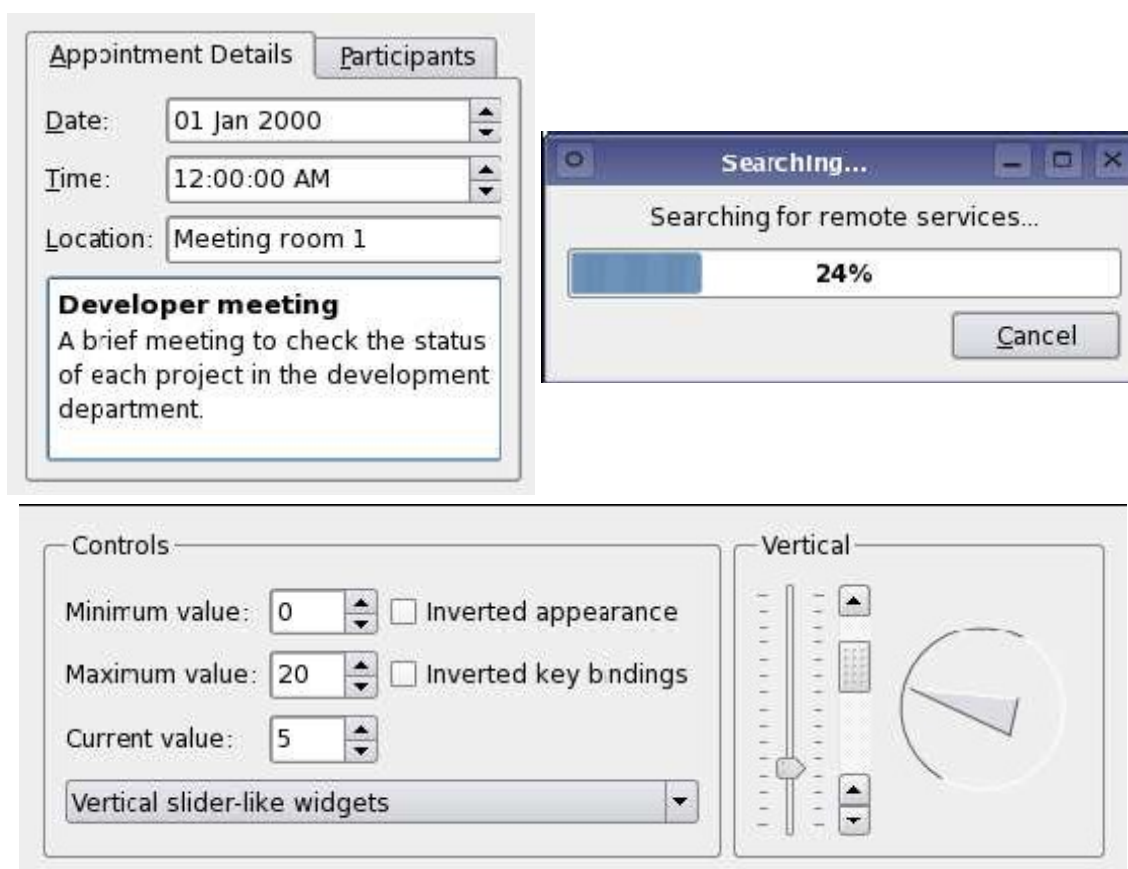 Appointment Details Participants
Date: 01 Jan 2000
Time: 12:00:00 AM
Location: Meeting room 1
Developer meeting
A brief meeting to check the status
of each project in the development
department.
Searching...
Searching for remote services...
24%
Cancel
Controls
Minimum value: 0 Inverted appearance
Maximum value: 20 Inverted key bindings
Current value: 5
Vertical slider-like widgets
Vertical